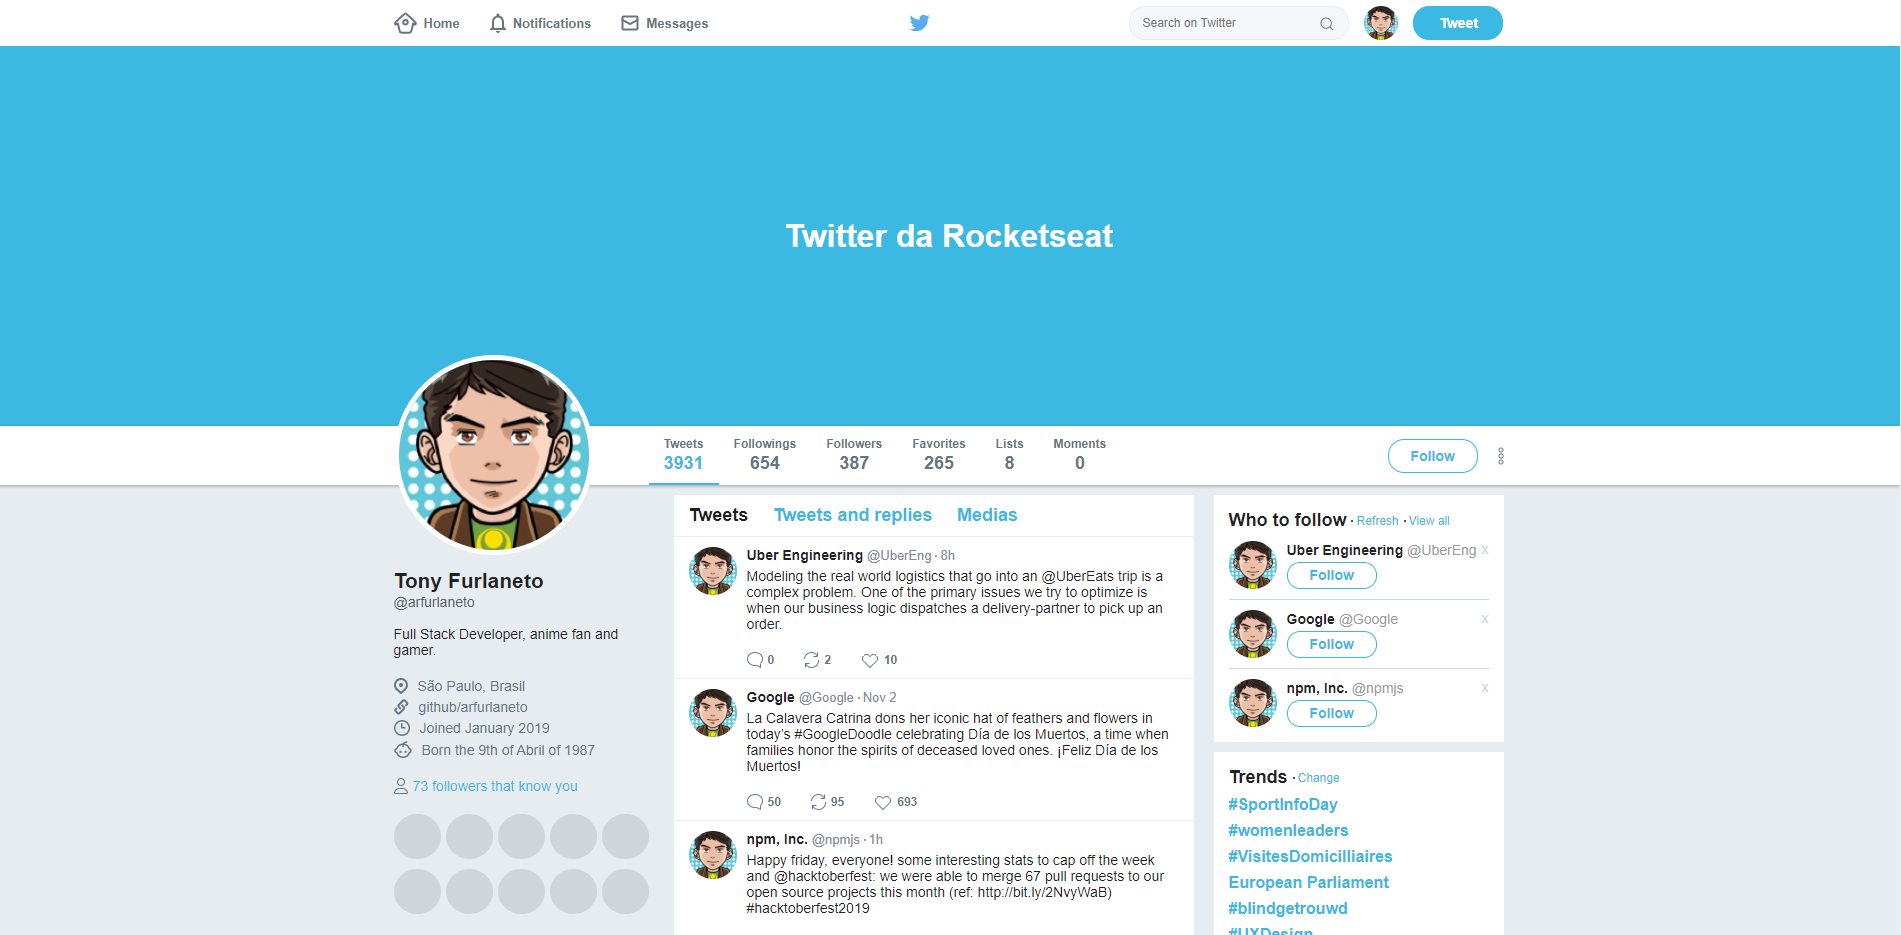 Home Notifications Messages Search on Twitter Tweet
Twitter da Rocketseat
Tweets Followings Followers Favorites Lists Moments
3931 654 387 265 8 0
Follow
Tony Furlaneto
@arfurlaneto
Full Stack Developer, anime fan and
gamer.
São Paulo, Brasil
github/arfurlaneto
Joined January 2019
Born the 9th of Abril of 1987
73 followers that know you
Tweets Tweets and replies Medias
Uber Engineering @UberEng · 8h
Modeling the real world logistics that go into an @UberEats trip is a
complex problem. One of the primary issues we try to optimize is
when our business logic dispatches a delivery-partner to pick up an
order.
0 2 10
Google @Google · Nov 2
La Calavera Catrina dons her iconic hat of feathers and flowers in
today’s #GoogleDoodle celebrating Día de los Muertos, a time when
families honor the spirits of deceased loved ones. ¡Feliz Día de los
Muertos!
50 95 693
npm, Inc. @npmjs · 1h
Happy friday, everyone! some interesting stats to cap off the week
and @hacktoberfest: we were able to merge 67 pull requests to our
open source projects this month (ref: http://bit.ly/2NvyWaB)
#hacktoberfest2019
Who to follow · Refresh · View all
Uber Engineering @UberEng x
Follow
Google @Google x
Follow
npm, Inc. @npmjs x
Follow
Trends · Change
#SportInfoDay
#womenleaders
#VisitesDomicilliaires
European Parliament
#blindgetrouwd
#UXDesign